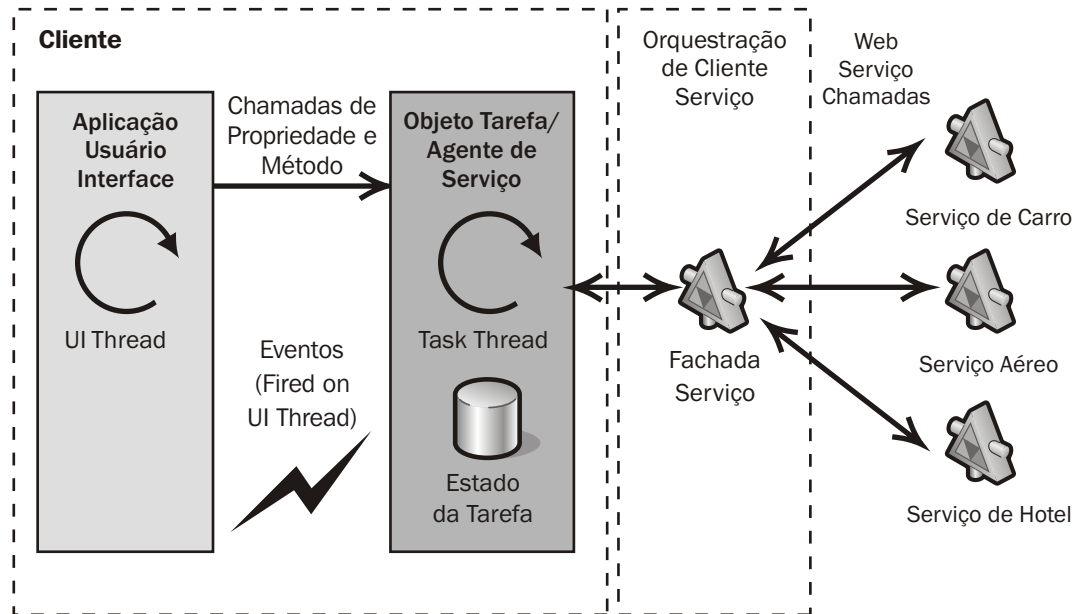 Cliente
Aplicação
Usuário
Interface
UI Thread
Chamadas de
Propriedade e
Método
Eventos
(Fired on
UI Thread)
Objeto Tarefa/
Agente de
Serviço
Task Thread
Estado
da Tarefa
Orquestração
de Cliente
Serviço
Fachada
Serviço
Web
Serviço
Chamadas
Serviço de Carro
Serviço Aéreo
Serviço de Hotel